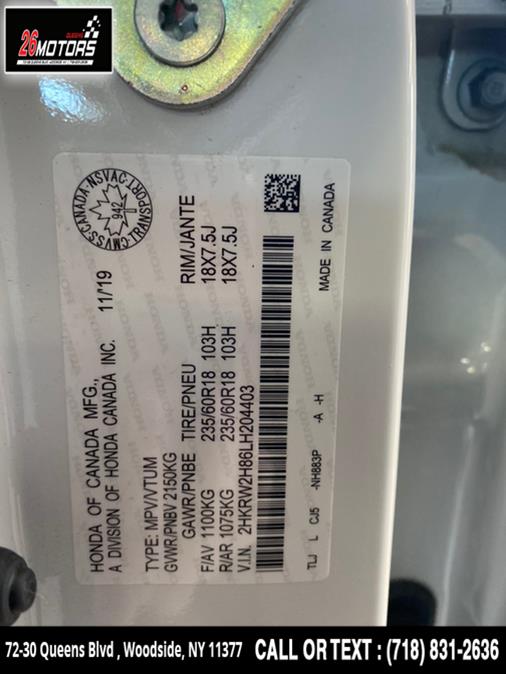 QUEENS
26MOTORS
HONDA OF CANADA MFG.,
A DIVISION OF HONDA CANADA INC. 11/'19
CMVSS · CANADA · NSVAC · TRANSPORT
942
TYPE: MPV/VTUM
GVWR/PNBV 2150KG
GAWR/PNBE TIRE/PNEU RIM/JANTE
F/AV 1100KG 235/60R18 103H 18X7.5J
R/AR 1075KG 235/60R18 103H 18X7.5J
V.I.N. 2HKRW2H86LH204403
TLJ L CJ5 -NH883P -A -H
MADE IN CANADA
72-30 Queens Blvd , Woodside, NY 11377 CALL OR TEXT : (718) 831-2636